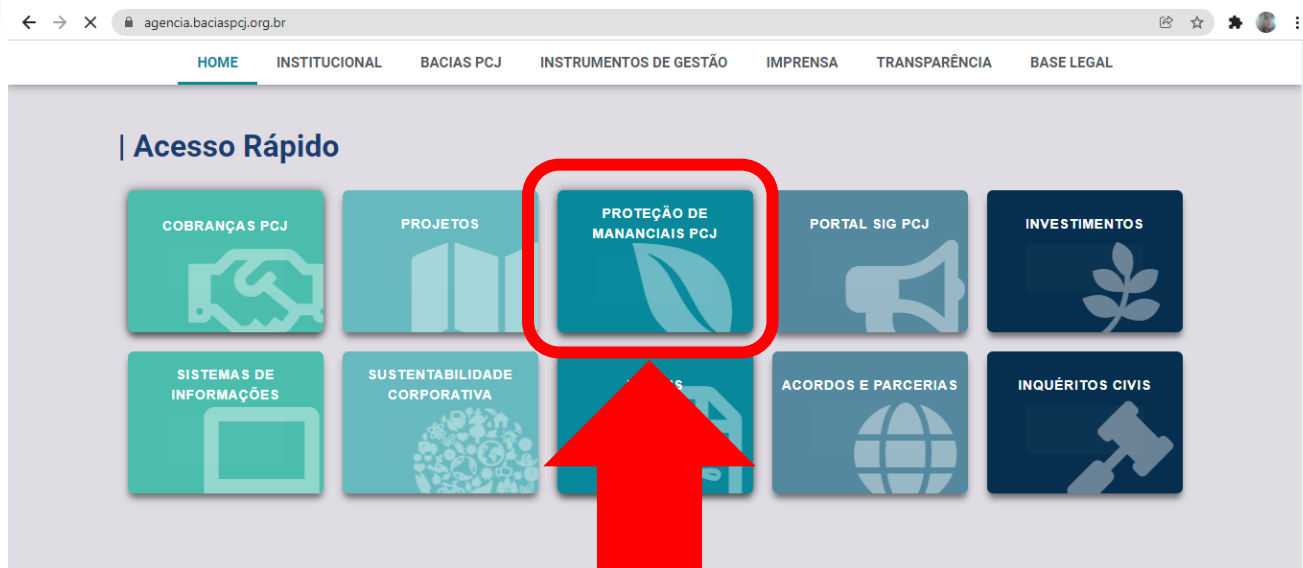 agencia.baciaspcj.org.br
HOME INSTITUCIONAL BACIAS PCJ INSTRUMENTOS DE GESTÃO IMPRENSA TRANSPARÊNCIA BASE LEGAL
| Acesso Rápido
COBRANÇAS PCJ
PROJETOS
PROTEÇÃO DE
MANANCIAIS PCJ
PORTAL SIG PCJ
INVESTIMENTOS
SISTEMAS DE
INFORMAÇÕES
SUSTENTABILIDADE
CORPORATIVA
ACORDOS E PARCERIAS
INQUÉRITOS CIVIS